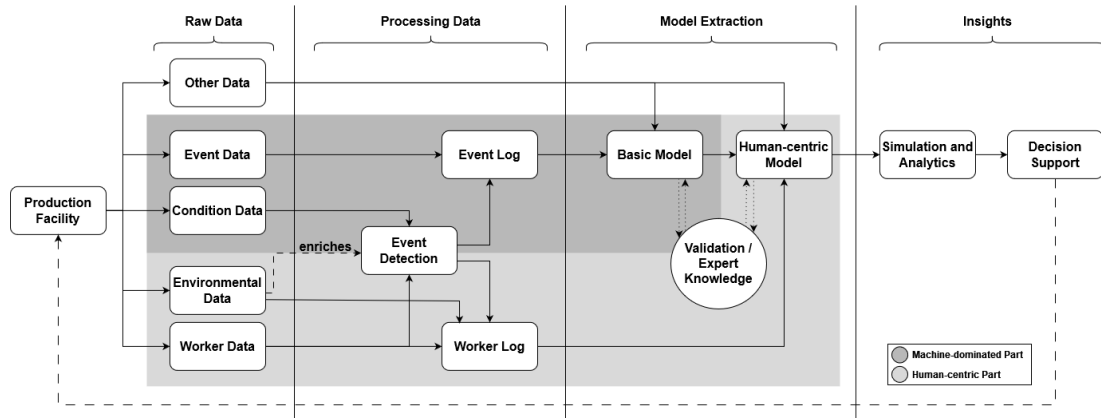 Raw Data
Processing Data
Model Extraction
Insights
Other Data
Event Data
Event Log
Basic Model
Human-centric
Model
Simulation and
Analytics
Decision
Support
Production
Facility
Condition Data
enriches
Event
Detection
Validation /
Expert
Knowledge
Environmental
Data
Worker Data
Worker Log
Machine-dominated Part
Human-centric Part